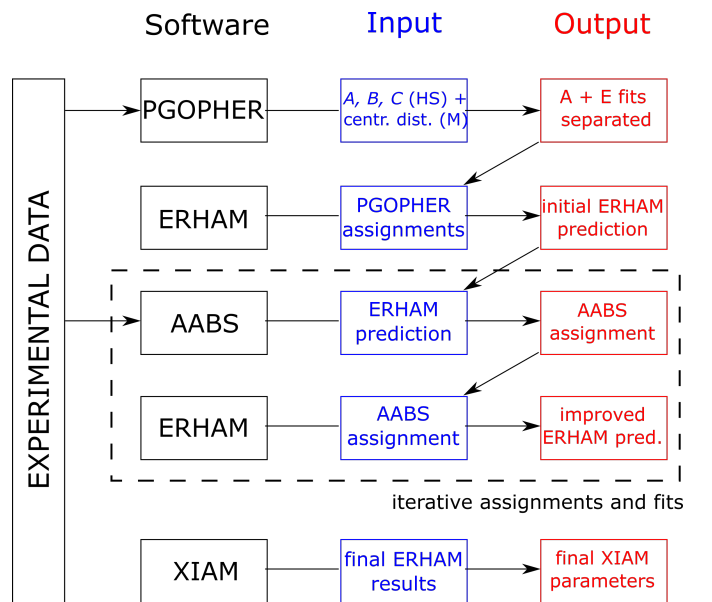 Software Input Output
EXPERIMENTAL DATA
PGOPHER
A, B, C (HS) +
centr. dist. (M)
A + E fits
separated
ERHAM
PGOPHER
assignments
initial ERHAM
prediction
AABS
ERHAM
prediction
AABS
assignment
ERHAM
AABS
assignment
improved
ERHAM pred.
iterative assignments and fits
XIAM
final ERHAM
results
final XIAM
parameters